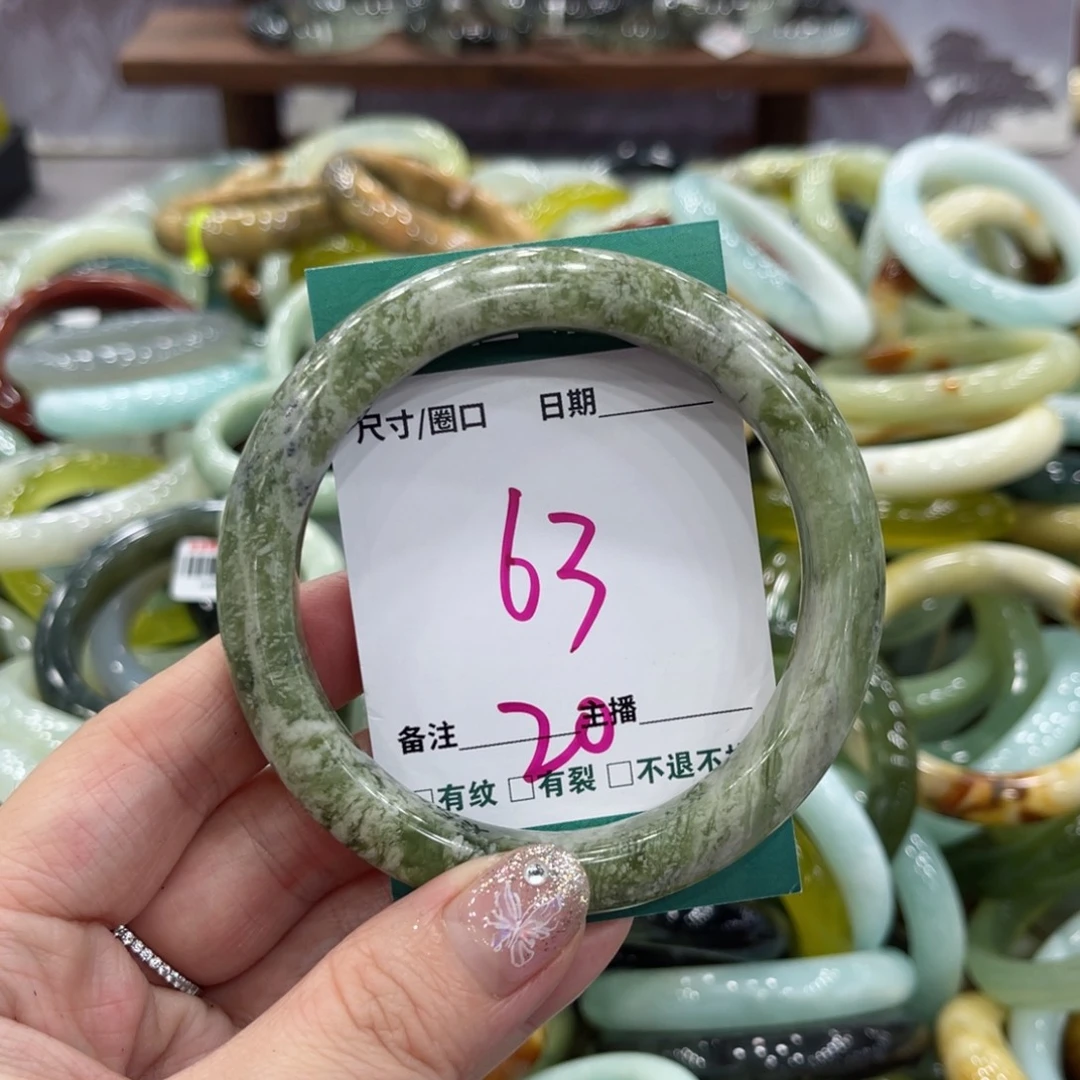 尺寸/圈口 日期
63
20
备注 主播
□有纹 □有裂 □不退不